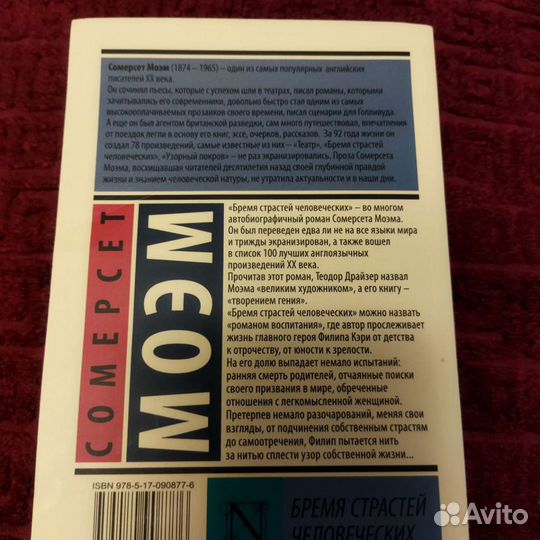 Сомерсет Моэм (1874 – 1965) – один из самых популярных английских
писателей XX века.
Он сочинял пьесы, которые с успехом шли в театрах, писал романы, которыми
зачитывались его современники, довольно быстро стал одним из самых
высокооплачиваемых прозаиков своего времени, писал сценарии для Голливуда.
А еще он был агентом британской разведки, сам много путешествовал, впечатления
от поездок легли в основу его книг, эссе, очерков, рассказов. За 92 года жизни он
создал 78 произведений, самые известные из них – «Театр», «Бремя страстей
человеческих», «Узорный покров» – не раз экранизировались. Проза Сомерсета
Моэма, восхищавшая читателей десятилетия назад своей глубинной правдой
жизни и знанием человеческой натуры, не утратила актуальности и в наши дни.
СОМЕРСЕТ
МОЭМ
«Бремя страстей человеческих» – во многом
автобиографичный роман Сомерсета Моэма.
Он был переведен едва ли не на все языки мира
и трижды экранизирован, а также вошел
в список 100 лучших англоязычных
произведений XX века.
Прочитав этот роман, Теодор Драйзер назвал
Моэма «великим художником», а его книгу –
«творением гения».
«Бремя страстей человеческих» можно назвать
«романом воспитания», где автор прослеживает
жизнь главного героя Филипа Кэри от детства
к отрочеству, от юности к зрелости.
На его долю выпадает немало испытаний:
ранняя смерть родителей, отчаянные поиски
своего призвания в мире, обреченные
отношения с легкомысленной женщиной.
Претерпев немало разочарований, меняя свои
взгляды, от подчинения собственным страстям
до самоотречения, Филип пытается нить
за нитью сплести узор собственной жизни...
ISBN 978-5-17-090877-6
N
БРЕМЯ СТРАСТЕЙ
ЧЕЛОВЕЧЕСКИХ
Avito